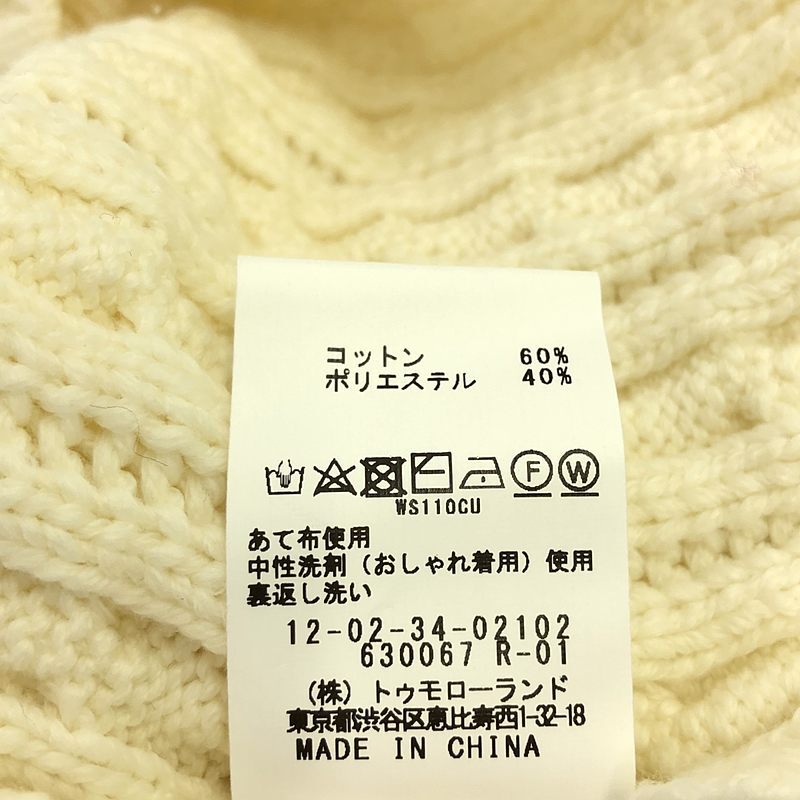 コットン 60%
ポリエステル 40%
F W
WS110CU
あて布使用
中性洗剤（おしゃれ着用）使用
裏返し洗い
12-02-34-02102
630067 R-01
（株）トゥモローランド
東京都渋谷区恵比寿西1-32-18
MADE IN CHINA